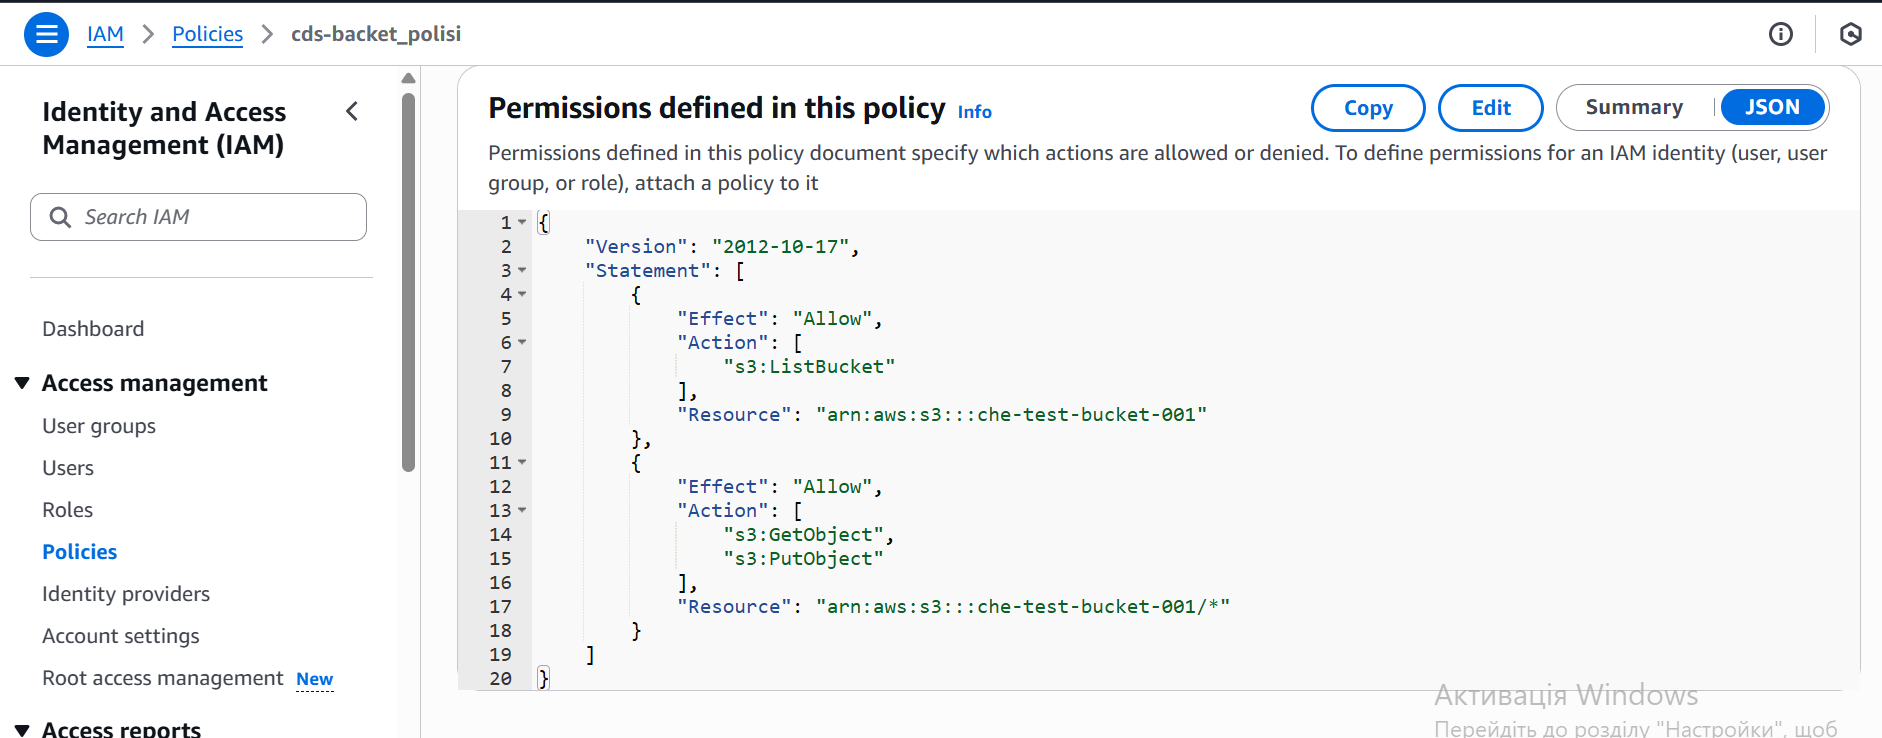 IAM > Policies > cds-backet_polisi
Identity and Access
Management (IAM)
Search IAM
Dashboard
Access management
User groups
Users
Roles
Policies
Identity providers
Account settings
Root access management New
Access reports
Permissions defined in this policy Info
Copy
Edit
Summary
JSON
Permissions defined in this policy document specify which actions are allowed or denied. To define permissions for an IAM identity (user, user
group, or role), attach a policy to it
1 {
2     "Version": "2012-10-17",
3     "Statement": [
4         {
5             "Effect": "Allow",
6             "Action": [
7                 "s3:ListBucket"
8             ],
9             "Resource": "arn:aws:s3:::che-test-bucket-001"
10         },
11         {
12             "Effect": "Allow",
13             "Action": [
14                 "s3:GetObject",
15                 "s3:PutObject"
16             ],
17             "Resource": "arn:aws:s3:::che-test-bucket-001/*"
18         }
19     ]
20 }
Активація Windows
Перейдіть до розділу "Настройки", щоб